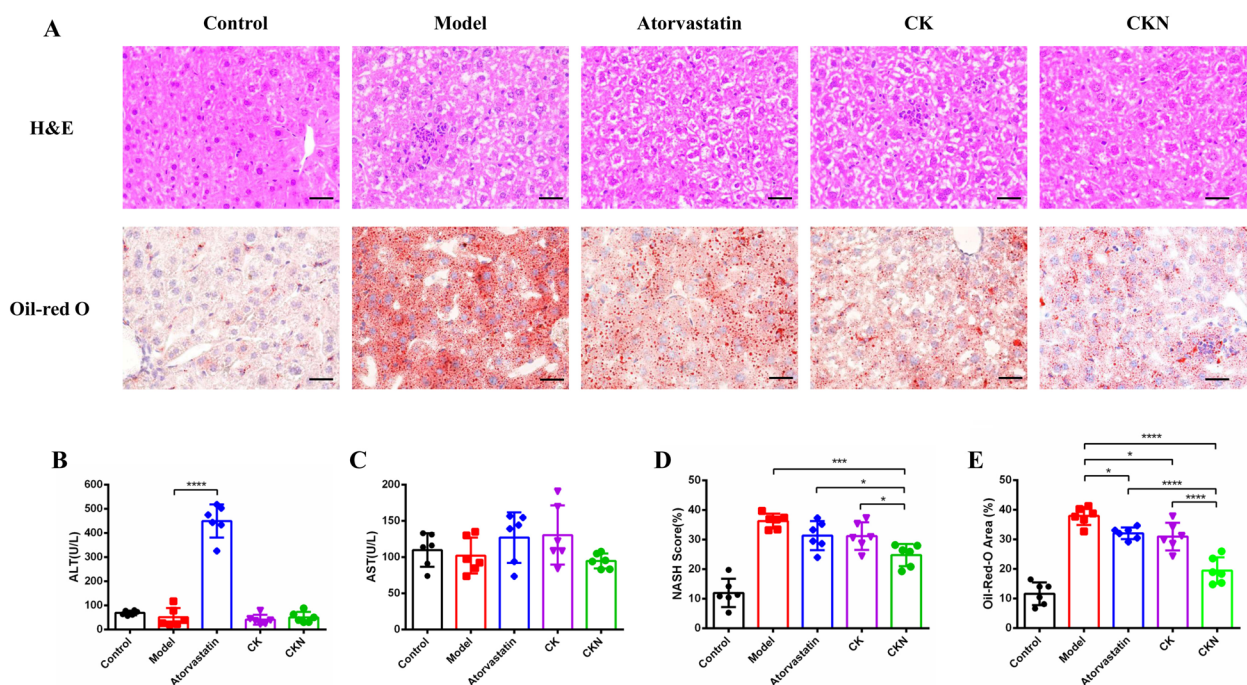 A
Control
Model
Atorvastatin
CK
CKN
H&E
Oil-red O
B
ALT(U/L)
600
500
400
300
200
100
0
****
Control
Model
Atorvastatin
CK
CKN
C
AST(U/L)
200
150
100
50
0
Control
Model
Atorvastatin
CK
CKN
D
NASH Score(%)
50
40
30
20
10
0
***
*
*
Control
Model
Atorvastatin
CK
CKN
E
Oil-Red-O Area (%)
50
40
30
20
10
0
****
*
*
****
****
Control
Model
Atorvastatin
CK
CKN